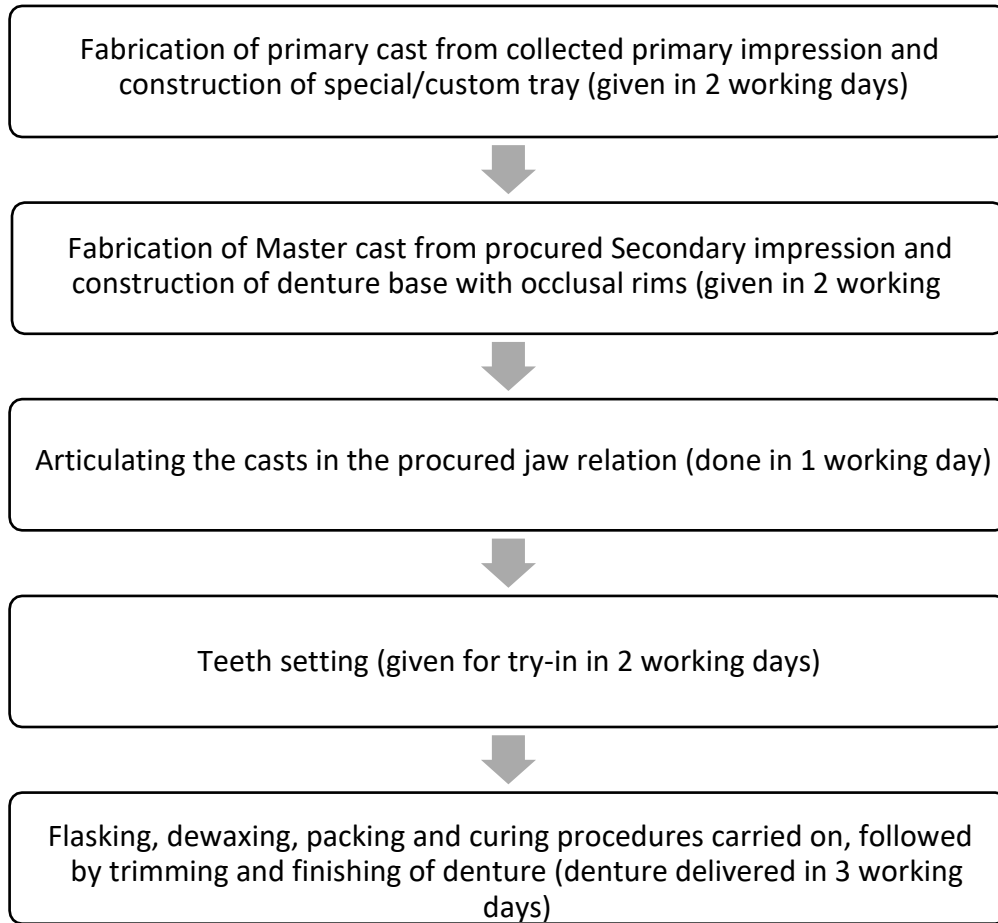 Fabrication of primary cast from collected primary impression and
construction of special/custom tray (given in 2 working days)
Fabrication of Master cast from procured Secondary impression and
construction of denture base with occlusal rims (given in 2 working
Articulating the casts in the procured jaw relation (done in 1 working day)
Teeth setting (given for try-in in 2 working days)
Flasking, dewaxing, packing and curing procedures carried on, followed
by trimming and finishing of denture (denture delivered in 3 working
days)